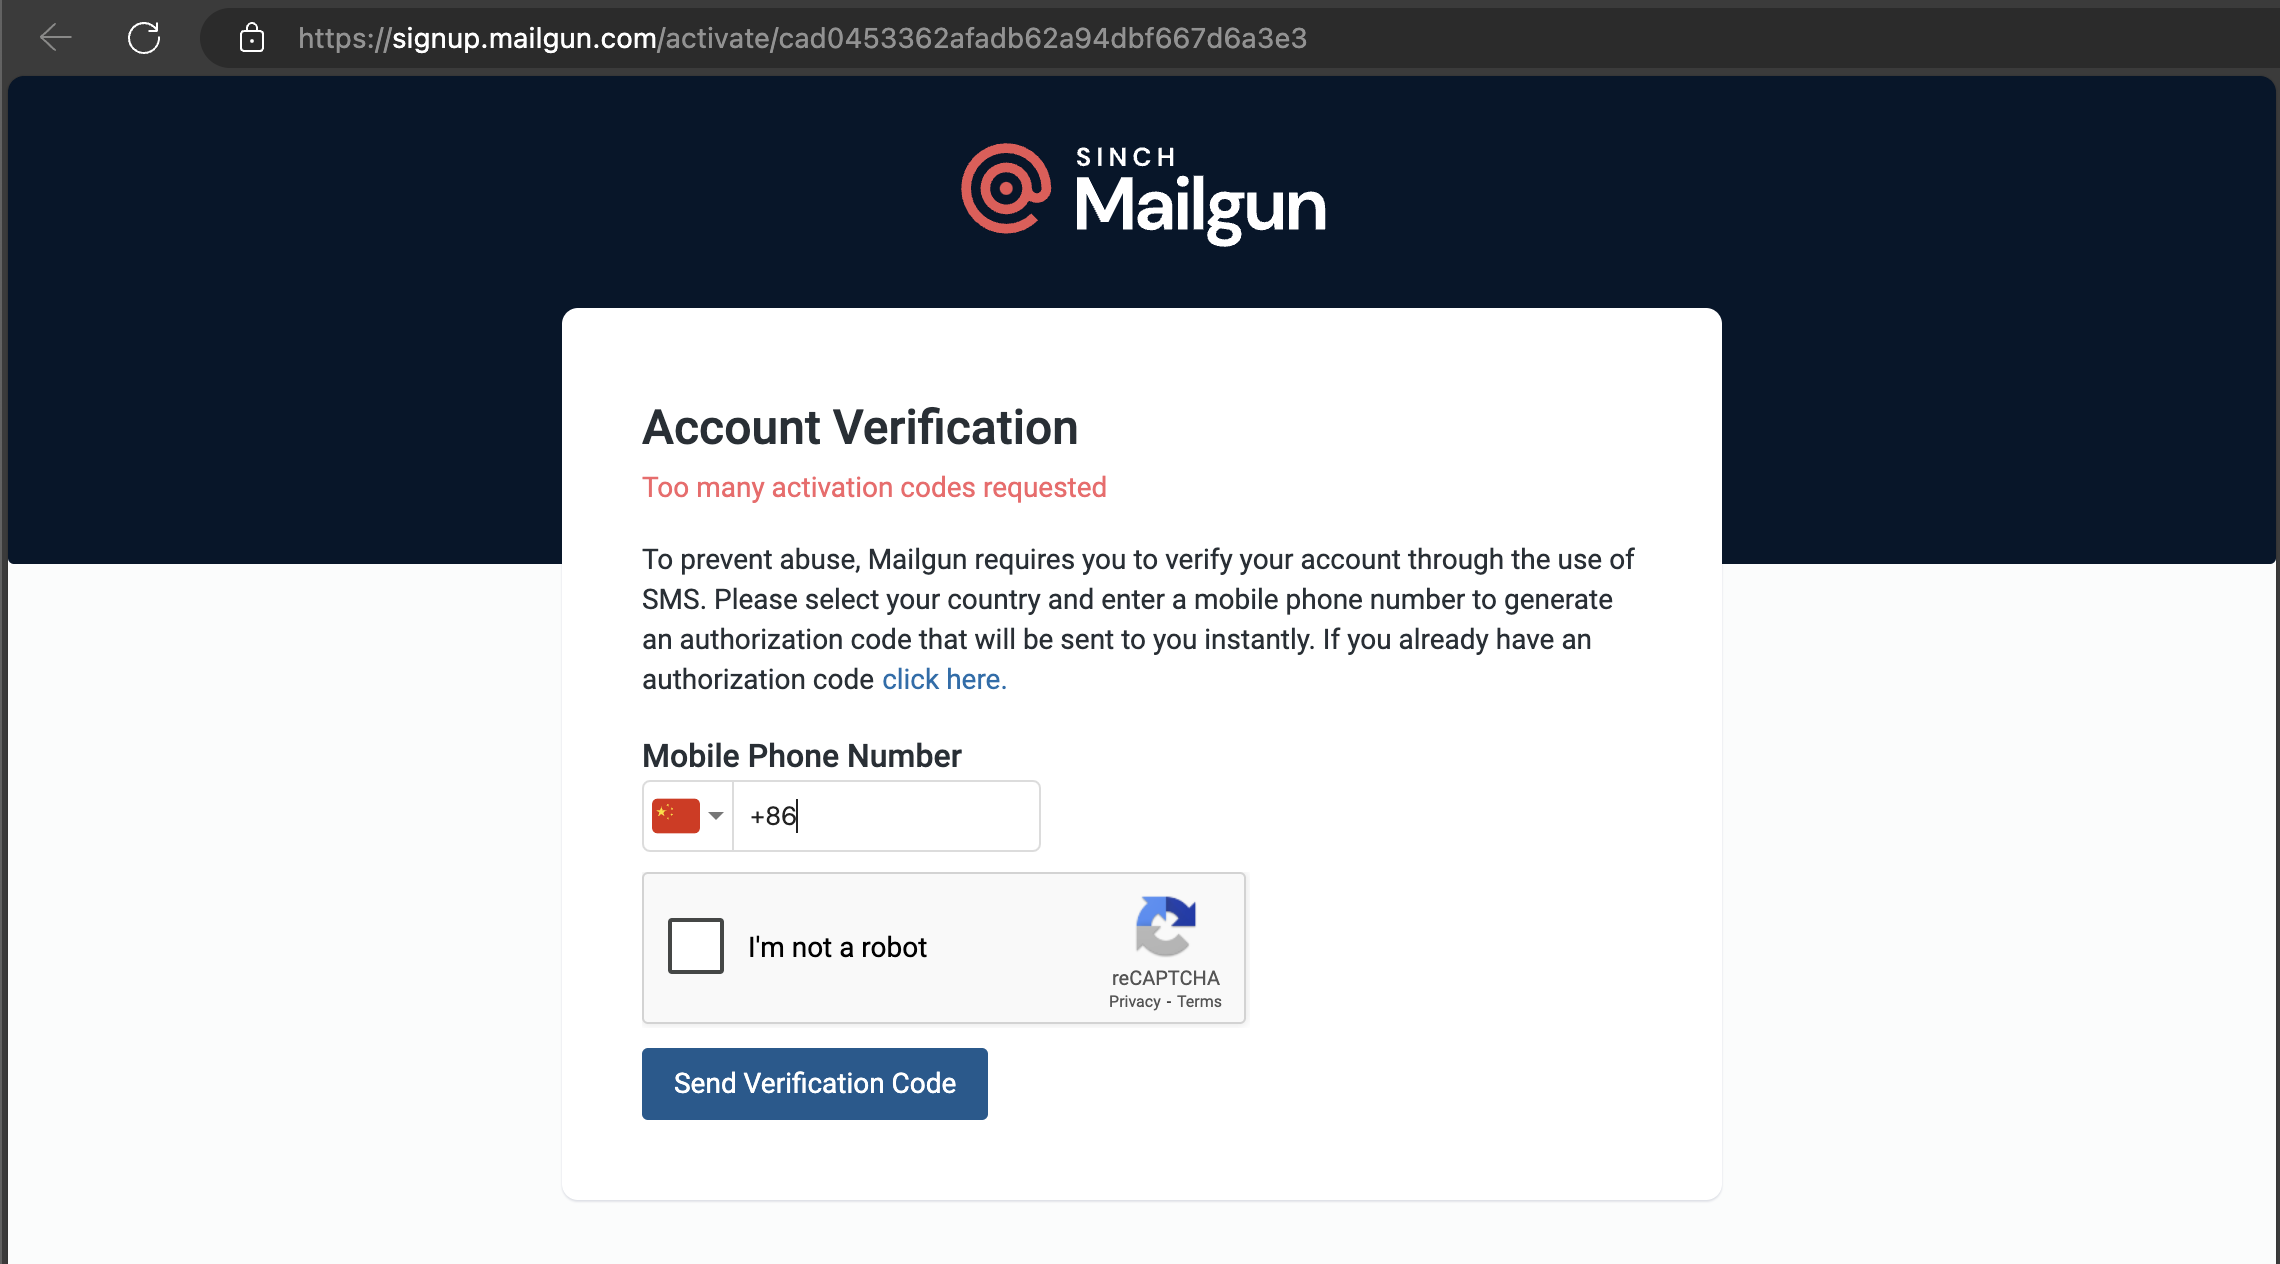 https://signup.mailgun.com/activate/cad0453362afadb62a94dbf667d6a3e3
SINCH
Mailgun
Account Verification
Too many activation codes requested
To prevent abuse, Mailgun requires you to verify your account through the use of
SMS. Please select your country and enter a mobile phone number to generate
an authorization code that will be sent to you instantly. If you already have an
authorization code click here.
Mobile Phone Number
+86
I'm not a robot
reCAPTCHA
Privacy - Terms
Send Verification Code